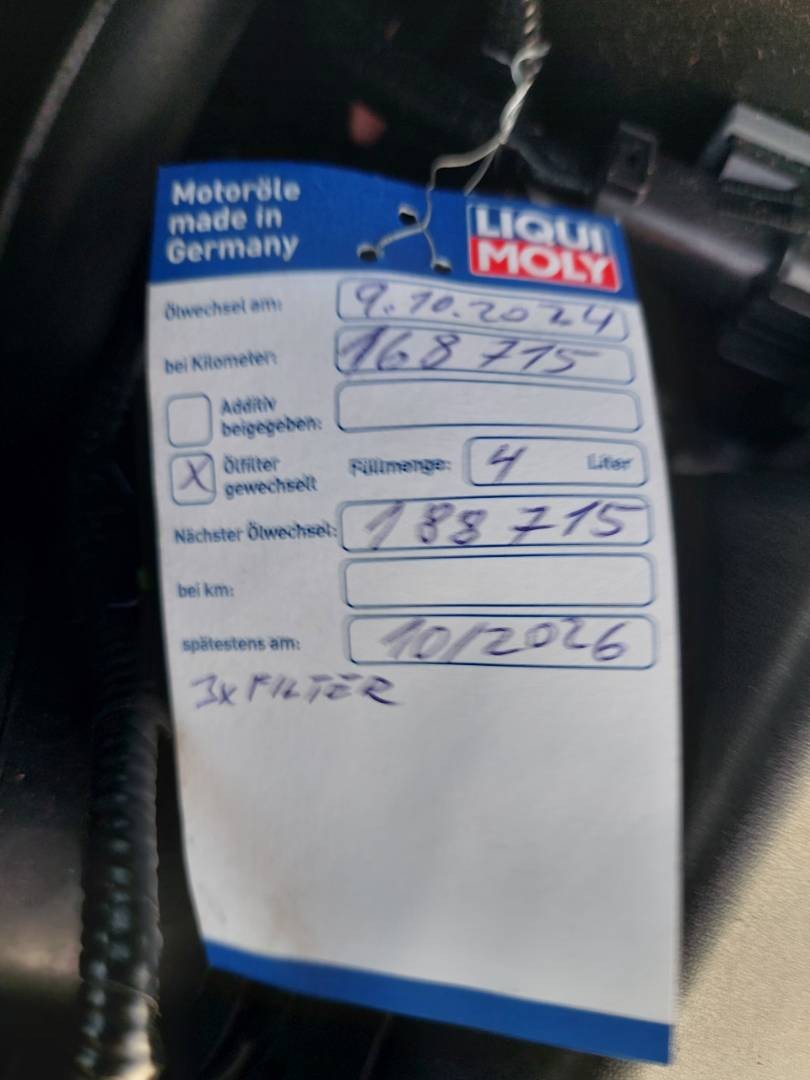 Motoröle
made in
Germany
LIQUI
MOLY
Ölwechsel am: 9.10.2024
bei Kilometer: 168 715
Additiv
beigegeben:
X Ölfilter
gewechselt
Füllmenge: 4 Liter
Nächster Ölwechsel: 188 715
bei km:
spätestens am: 10/2026
3x FILTER